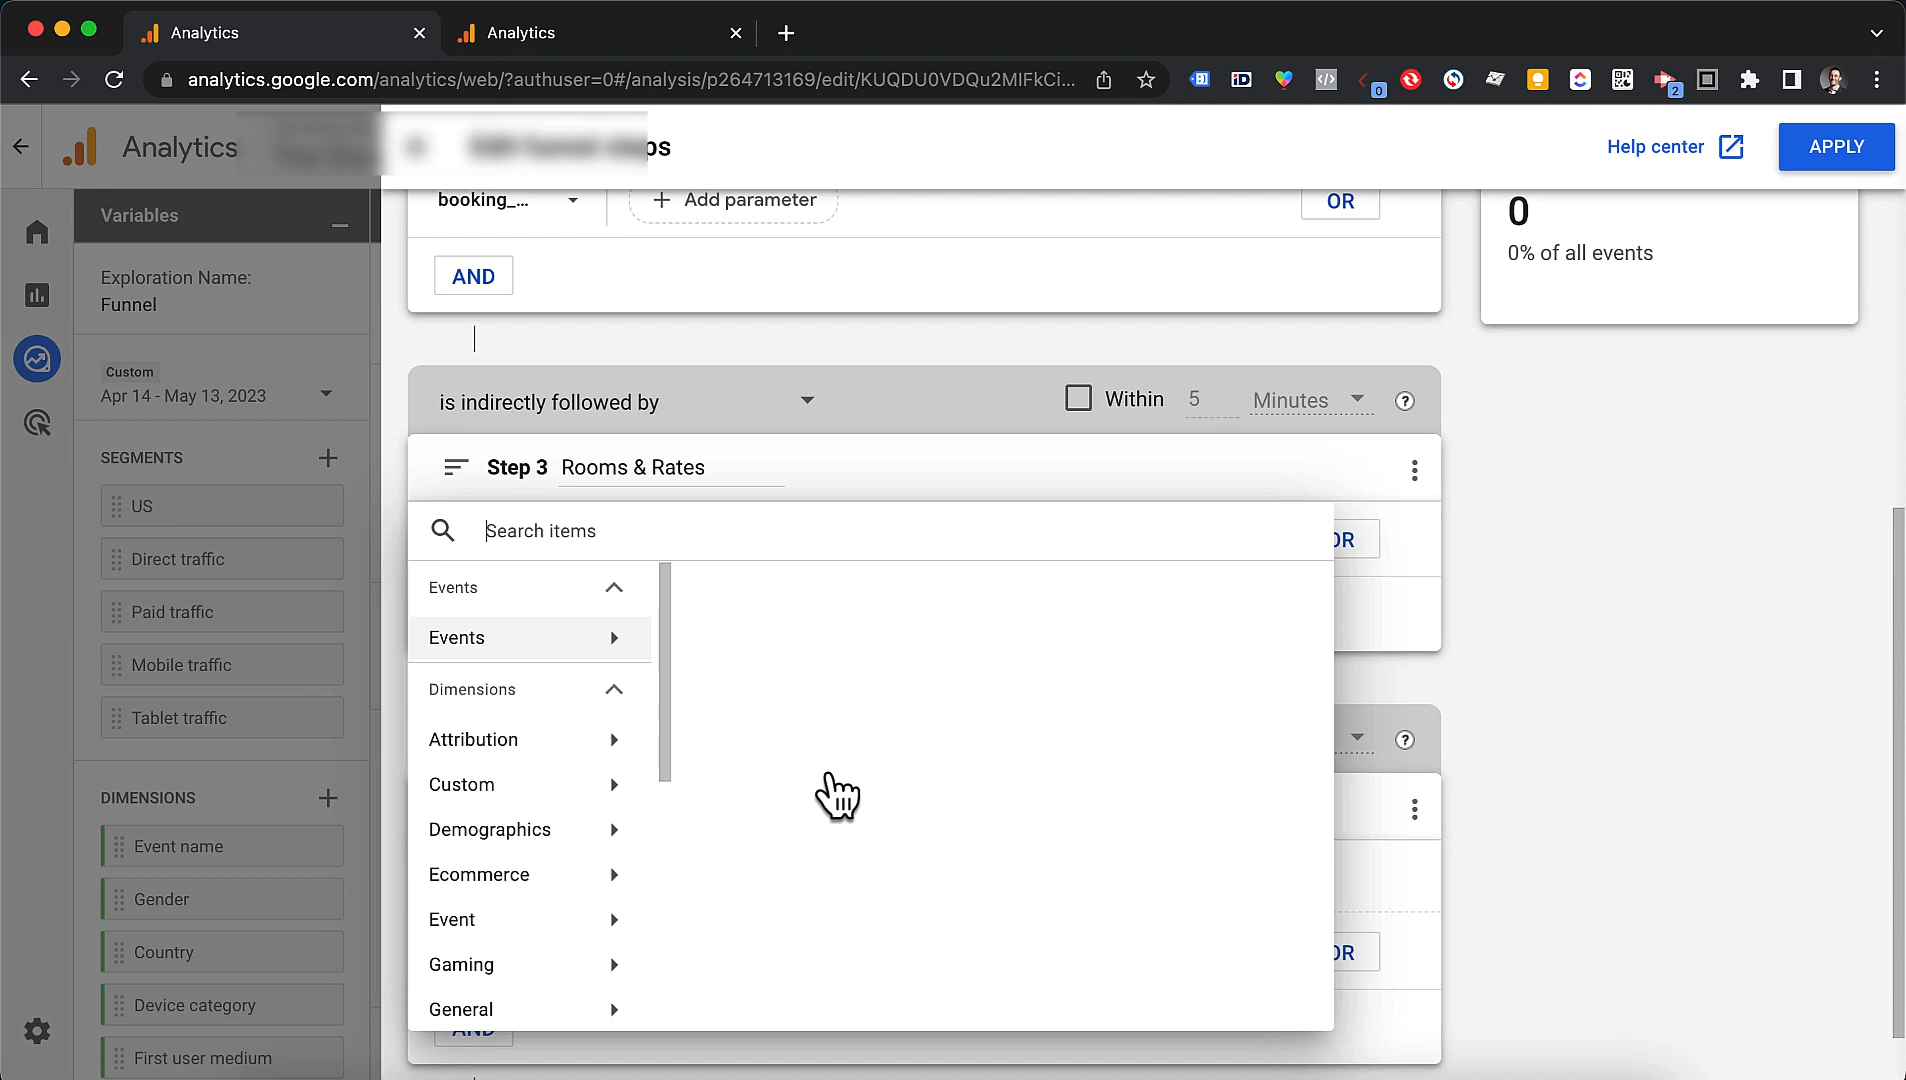 Analytics
Analytics
analytics.google.com/analytics/web/?authuser=0#/analysis/p264713169/edit/KUQDU0VDQu2MIFkCi...
0
2
Analytics
ps
Help center
APPLY
Variables
Exploration Name:
Funnel
Custom
Apr 14 - May 13, 2023
SEGMENTS
US
Direct traffic
Paid traffic
Mobile traffic
Tablet traffic
DIMENSIONS
Event name
Gender
Country
Device category
First user medium
booking_...
Add parameter
OR
AND
is indirectly followed by
Within
5
Minutes
?
Step 3
Rooms & Rates
Search items
OR
Events
Events
Dimensions
Attribution
Custom
Demographics
Ecommerce
Event
Gaming
General
?
OR
AND
0
0% of all events